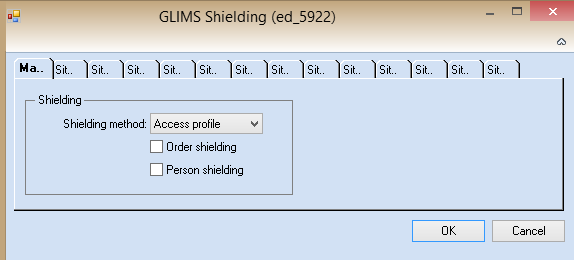 GLIMS Shielding (ed_5922)
Ma.. Sit.. Sit.. Sit.. Sit.. Sit.. Sit.. Sit.. Sit.. Sit.. Sit.. Sit.. Sit.. Sit..
Shielding
Shielding method: Access profile
Order shielding
Person shielding
OK Cancel